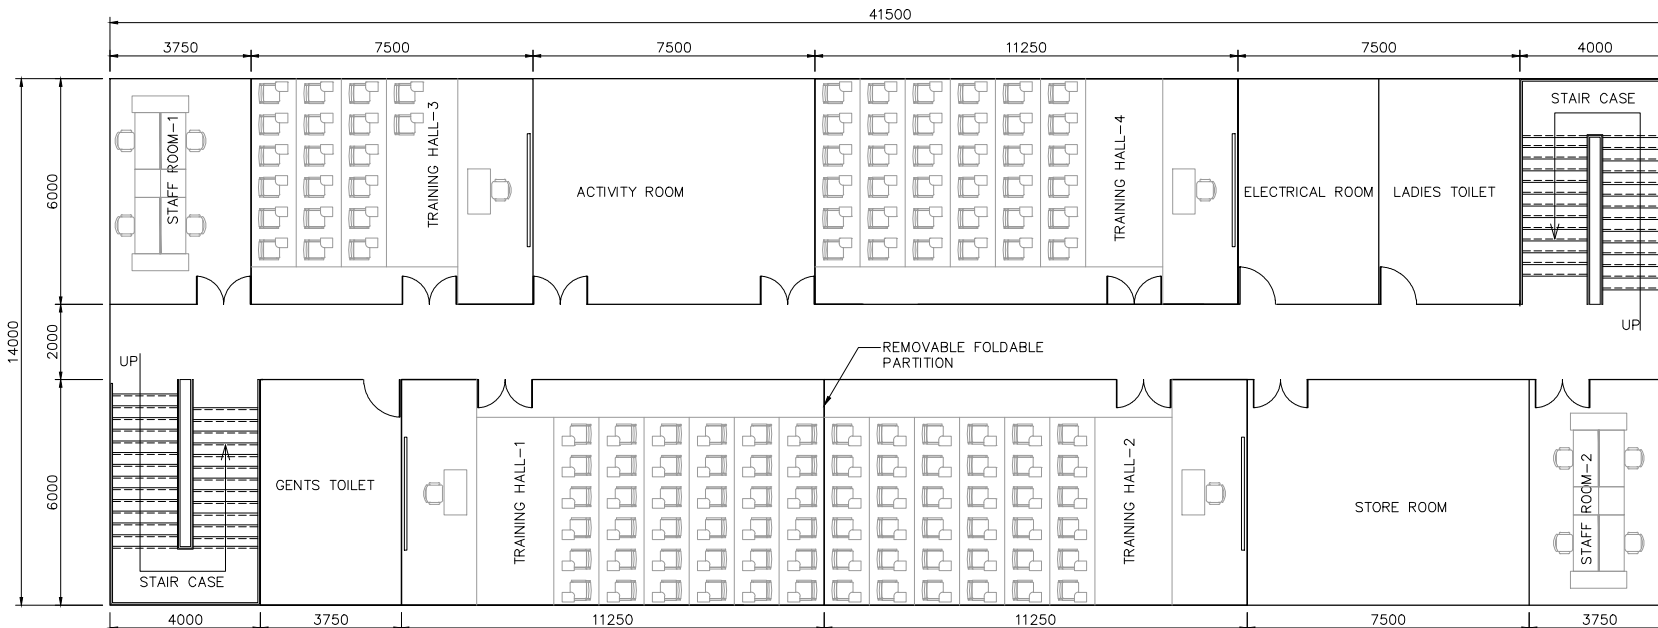 41500
3750
7500
7500
11250
7500
4000
14000
6000
2000
6000
STAFF ROOM-1
TRAINING HALL-3
ACTIVITY ROOM
TRAINING HALL-4
ELECTRICAL ROOM
LADIES TOILET
STAIR CASE
UP
UP
REMOVABLE FOLDABLE
PARTITION
STAIR CASE
GENTS TOILET
TRAINING HALL-1
TRAINING HALL-2
STORE ROOM
STAFF ROOM-2
4000
3750
11250
11250
7500
3750